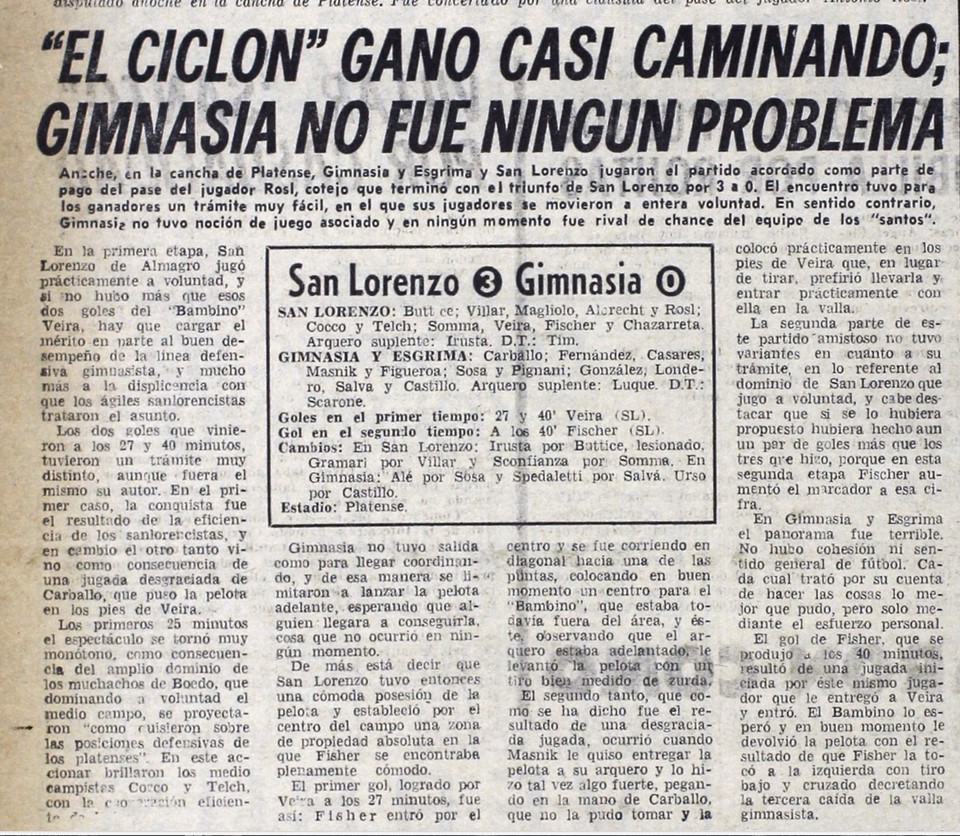 disputado anoche en la cancha de Platense. Fue concertado por una cláusula del pase del jugador Antonio Rosl.
“EL CICLON” GANO CASI CAMINANDO;
GIMNASIA NO FUE NINGUN PROBLEMA
Anoche, en la cancha de Platense, Gimnasia y Esgrima y San Lorenzo jugaron el partido acordado como parte de
pago del pase del jugador Rosl, cotejo que terminó con el triunfo de San Lorenzo por 3 a 0. El encuentro tuvo para
los ganadores un trámite muy fácil, en el que sus jugadores se movieron a entera voluntad. En sentido contrario,
Gimnasia no tuvo noción de juego asociado y en ningún momento fue rival de chance del equipo de los "santos".
En la primera etapa, San
Lorenzo de Almagro jugó
prácticamente a voluntad, y
si no hubo más que esos
dos goles del "Bambino"
Veira, hay que cargar el
mérito en parte al buen de-
sempeño de la línea defen-
siva gimnasista, y mucho
más a la displicencia con
que los ágiles sanlorencistas
trataron el asunto.
Los dos goles que vinie-
ron a los 27 y 40 minutos,
tuvieron un trámite muy
distinto, aunque fuera el
mismo su autor. En el pri-
mer caso, la conquista fue
el resultado de la eficien-
cia de los sanlorencistas, y
en cambio el otro tanto vi-
no como consecuencia de
una jugada desgraciada de
Carballo, que puso la pelota
en los pies de Veira.
Los primeros 25 minutos
el espectáculo se tornó muy
monótono, como consecuen-
cia del amplio dominio de
los muchachos de Boedo, que
dominando a voluntad el
medio campo, se proyecta-
ron "como quisieron sobre
las posiciones defensivas de
los platenses". En este ac-
cionar brillaron los medio
campistas Cocco y Telch,
con la eficien-
San Lorenzo 3 Gimnasia 0
SAN LORENZO: Buttice; Villar, Magliolo, Albrecht y Rosl;
Cocco y Telch; Somma, Veira, Fischer y Chazarreta.
Arquero suplente: Irusta. D.T.: Tim.
GIMNASIA Y ESGRIMA: Carballo; Fernández, Casares,
Masnik y Figueroa; Sosa y Pignani; González, Londe-
ro, Salva y Castillo. Arquero suplente: Luque. D.T.:
Scarone.
Goles en el primer tiempo: 27 y 40' Veira (SL).
Gol en el segundo tiempo: A los 40' Fischer (SL).
Cambios: En San Lorenzo: Irusta por Buttice, lesionado,
Gramari por Villar y Sconfianza por Somma. En
Gimnasia: Alé por Sosa y Spedaletti por Salvá. Urso
por Castillo.
Estadio: Platense.
Gimnasia no tuvo salida
como para llegar coordinan-
do, y de esa manera se li-
mitaron a lanzar la pelota
adelante, esperando que al-
guien llegara a conseguirla,
cosa que no ocurrió en nin-
gún momento.
De más está decir que
San Lorenzo tuvo entonces
una cómoda posesión de la
pelota y estableció por el
centro del campo una zona
de propiedad absoluta en la
que Fisher se encontraba
plenamente cómodo.
El primer gol, logrado por
Veira a los 27 minutos, fue
así: Fisher entró por el
centro y se fue corriendo en
diagonal hacia una de las
puntas, colocando en buen
momento un centro para el
"Bambino", que estaba to-
davía fuera del área, y és-
te, observando que el ar-
quero estaba adelantado, le
levantó la pelota con un
tiro bien medido de zurda.
El segundo tanto, que co-
mo se ha dicho fue el re-
sultado de una desgracia-
da jugada, ocurrió cuando
Masnik le quiso entregar la
pelota a su arquero y lo hi-
zo tal vez algo fuerte, pegan-
do en la mano de Carballo,
que no la pudo tomar y la
colocó prácticamente en los
pies de Veira que, en lugar
de tirar, prefirió llevarla y
entrar prácticamente con
ella en la valla.
La segunda parte de es-
te partido amistoso no tuvo
variantes en cuanto a su
trámite, en lo referente al
dominio de San Lorenzo que
jugo a voluntad, y cabe des-
tacar que si se lo hubiera
propuesto hubiera hecho aun
un par de goles más que los
tres que hizo, porque en esta
segunda etapa Fischer au-
mentó el marcador a esa ci-
fra.
En Gimnasia y Esgrima
el panorama fue terrible.
No hubo cohesión ni sen-
tido general de fútbol. Ca-
da cual trató por su cuenta
de hacer las cosas lo me-
jor que pudo, pero solo me-
diante el esfuerzo personal.
El gol de Fisher, que se
produjo a los 40 minutos,
resultó de una jugada ini-
ciada por éste mismo juga-
dor que le entregó a Veira
y entró. El Bambino lo es-
peró y en buen momento le
devolvió la pelota con el re-
sultado de que Fisher la to-
có a la izquierda con tiro
bajo y cruzado decretando
la tercera caída de la valla
gimnasista.